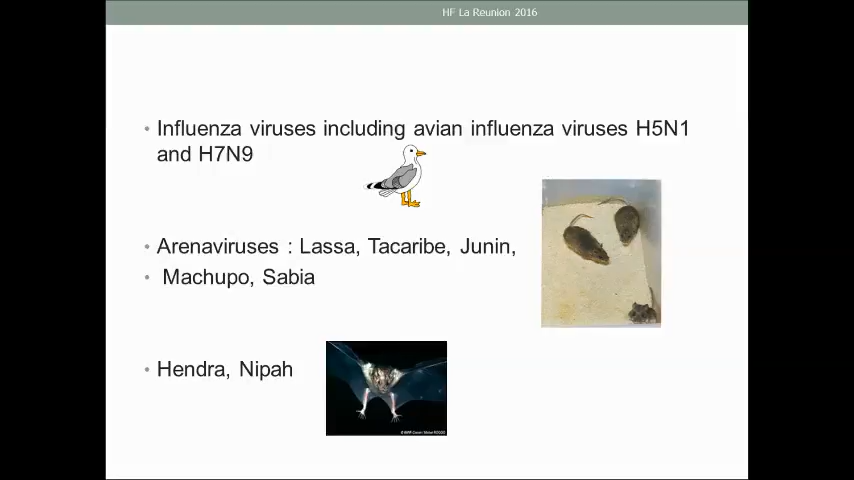 HF La Reunion 2016
• Influenza viruses including avian influenza viruses H5N1
and H7N9
• Arenaviruses : Lassa, Tacaribe, Junin,
• Machupo, Sabia
• Hendra, Nipah